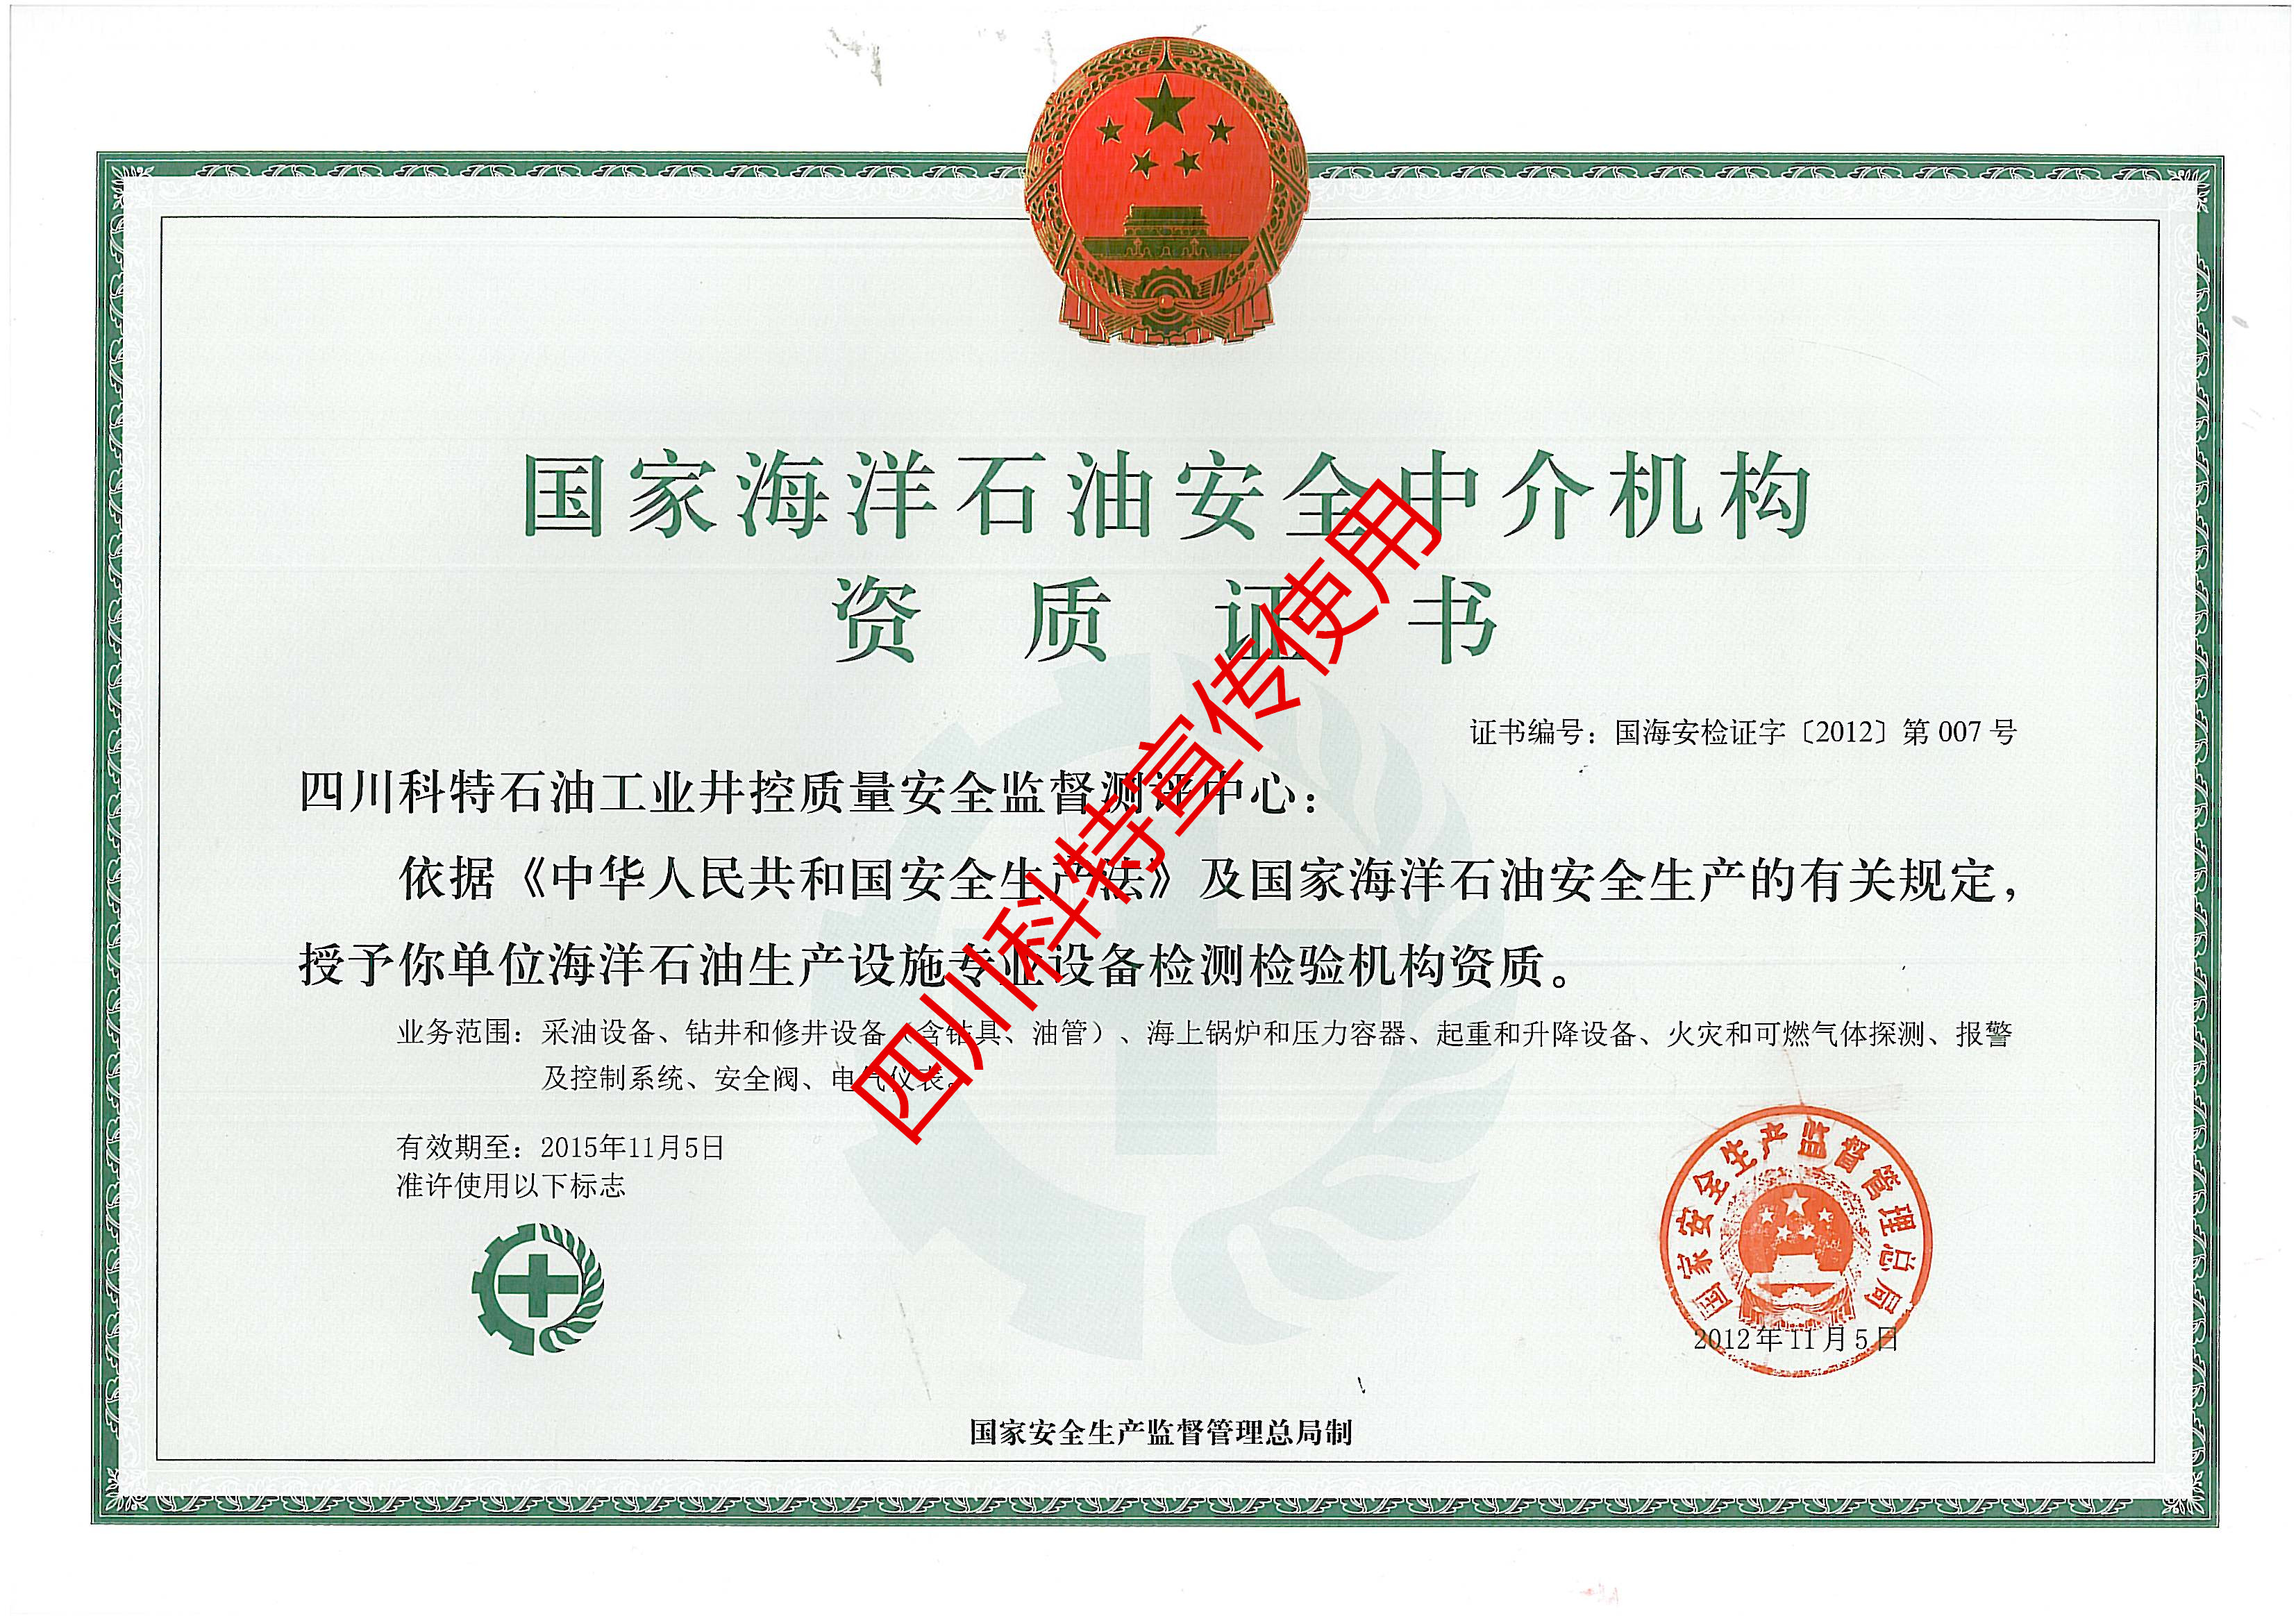 国家海洋石油安全中介机构
资质证书
证书编号：国海安检证字〔2012〕第 007 号
四川科特石油工业井控质量安全监督测评中心：
依据《中华人民共和国安全生产法》及国家海洋石油安全生产的有关规定，
授予你单位海洋石油生产设施专业设备检测检验机构资质。
业务范围：采油设备、钻井和修井设备（含钻具、油管）、海上锅炉和压力容器、起重和升降设备、火灾和可燃气体探测、报警
及控制系统、安全阀、电气仪表。
有效期至：2015年11月5日
准许使用以下标志
国家安全生产监督管理总局
2012年11月5日
国家安全生产监督管理总局制
四川科特宣传使用